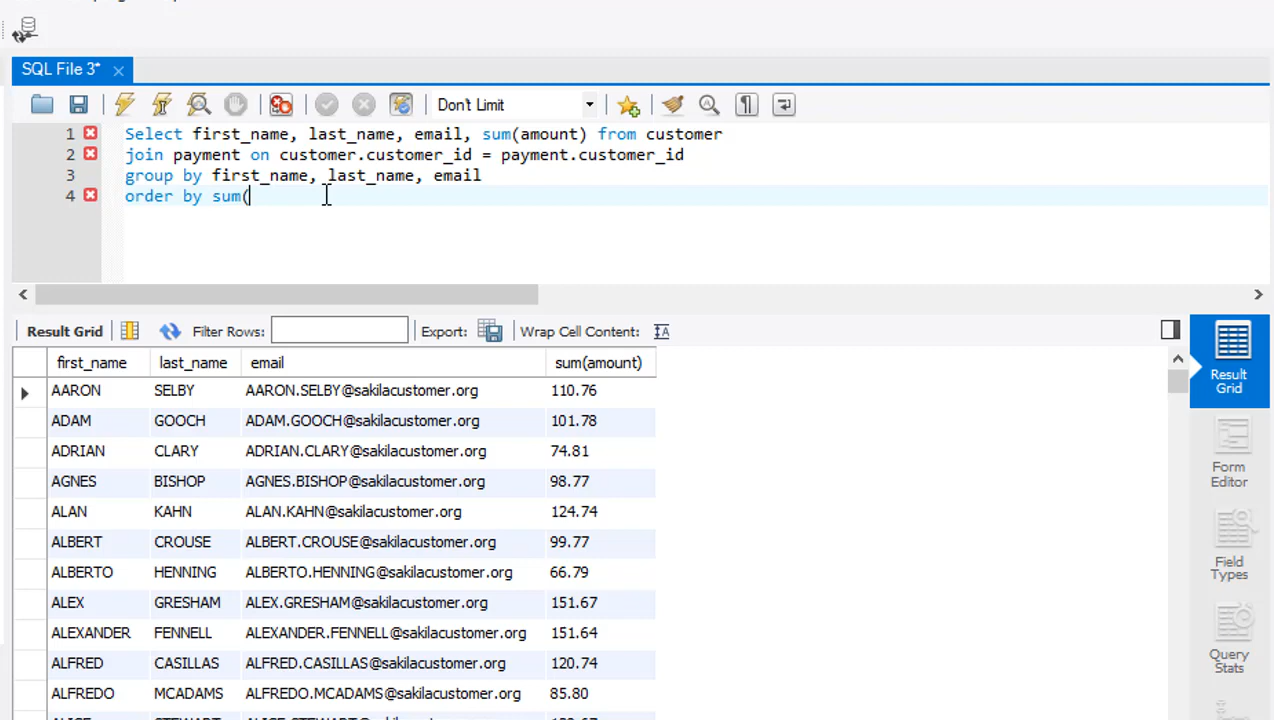 SQL File 3*
Don't Limit
1 Select first_name, last_name, email, sum(amount) from customer
2 join payment on customer.customer_id = payment.customer_id
3 group by first_name, last_name, email
4 order by sum(
Result Grid Filter Rows: Export: Wrap Cell Content:
first_name last_name email sum(amount)
AARON SELBY AARON.SELBY@sakilacustomer.org 110.76
ADAM GOOCH ADAM.GOOCH@sakilacustomer.org 101.78
ADRIAN CLARY ADRIAN.CLARY@sakilacustomer.org 74.81
AGNES BISHOP AGNES.BISHOP@sakilacustomer.org 98.77
ALAN KAHN ALAN.KAHN@sakilacustomer.org 124.74
ALBERT CROUSE ALBERT.CROUSE@sakilacustomer.org 99.77
ALBERTO HENNING ALBERTO.HENNING@sakilacustomer.org 66.79
ALEX GRESHAM ALEX.GRESHAM@sakilacustomer.org 151.67
ALEXANDER FENNELL ALEXANDER.FENNELL@sakilacustomer.org 151.64
ALFRED CASILLAS ALFRED.CASILLAS@sakilacustomer.org 120.74
ALFREDO MCADAMS ALFREDO.MCADAMS@sakilacustomer.org 85.80
Result
Grid
Form
Editor
Field
Types
Query
Stats